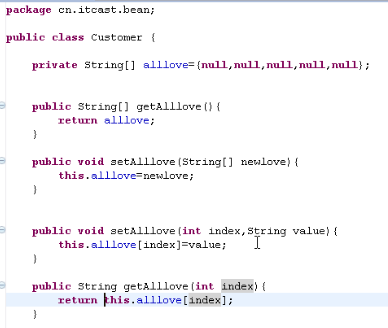 package cn.itcast.bean;
public class Customer {
private String[] alllove={null,null,null,null,null};
public String[] getAlllove(){
return alllove;
}
public void setAlllove(String[] newlove){
this.alllove=newlove;
}
public void setAlllove(int index,String value){
this.alllove[index]=value;
}
public String getAlllove(int index){
return this.alllove[index];
}